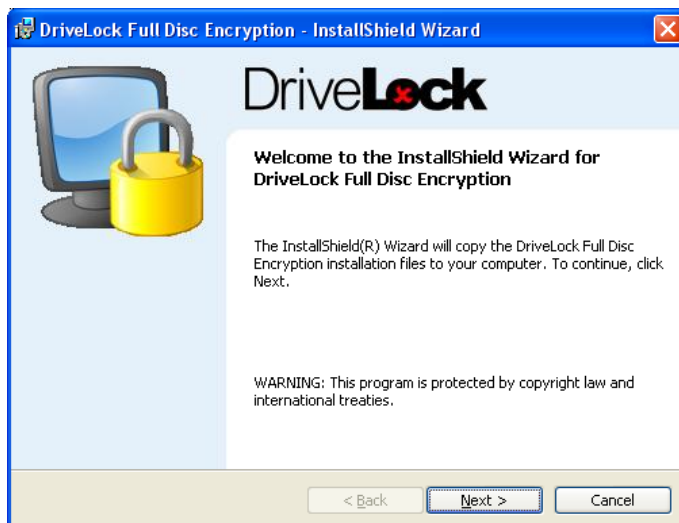 DriveLock Full Disc Encryption - InstallShield Wizard
DriveLock
Welcome to the InstallShield Wizard for
DriveLock Full Disc Encryption
The InstallShield(R) Wizard will copy the DriveLock Full Disc
Encryption installation files to your computer. To continue, click
Next.
WARNING: This program is protected by copyright law and
international treaties.
< Back
Next >
Cancel